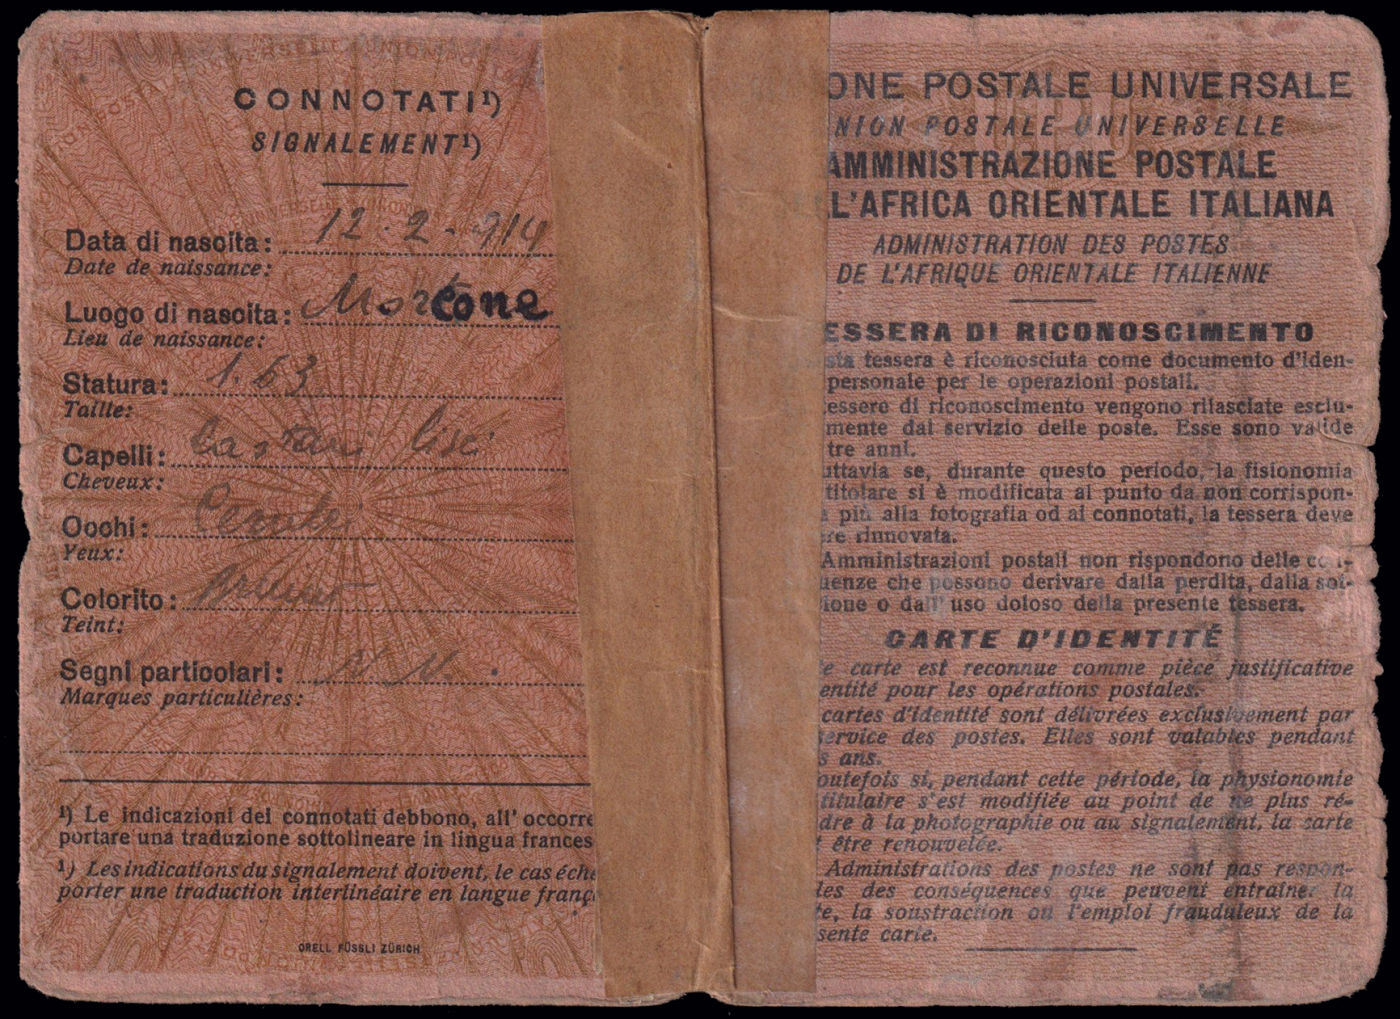 CONNOTATI¹)
SIGNALEMENT¹)
Data di nascita: 12.2.914
Date de naissance:
Luogo di nascita: Morcone
Lieu de naissance:
Statura: 1.63
Taille:
Capelli: Castani lisci
Cheveux:
Occhi: Cerulei
Yeux:
Colorito: bruno
Teint:
Segni particolari: N N.
Marques particulières:
¹) Le indicazioni dei connotati debbono, all' occorre
portare una traduzione sottolineare in lingua frances
¹) Les indications du signalement doivent, le cas éché
porter une traduction interlinéaire en langue franç
ORELL FÜSSLI ZÜRICH
ONE POSTALE UNIVERSALE
NION POSTALE UNIVERSELLE
AMMINISTRAZIONE POSTALE
L'AFRICA ORIENTALE ITALIANA
ADMINISTRATION DES POSTES
DE L'AFRIQUE ORIENTALE ITALIENNE
ESSERA DI RICONOSCIMENTO
sta tessera è riconosciuta come documento d'iden-
personale per le operazioni postali.
essere di riconoscimento vengono rilasciate esclu-
mente dal servizio delle poste. Esse sono valide
tre anni.
uttavia se, durante questo periodo, la fisionomia
titolare si è modificata al punto da non corrispon-
più alla fotografia od ai connotati, la tessera deve
re rinnovata.
Amministrazioni postali non rispondono delle con-
uenze che possono derivare dalla perdita, dalla sot-
ione o dall' uso doloso della presente tessera.
CARTE D'IDENTITÉ
e carte est reconnue comme pièce justificative
entité pour les opérations postales.
cartes d'identité sont délivrées exclusivement par
service des postes. Elles sont valables pendant
s ans.
outefois si, pendant cette période, la physionomie
titulaire s'est modifiée au point de ne plus ré-
dre à la photographie ou au signalement, la carte
t être renouvelée.
Administrations des postes ne sont pas respon-
les des conséquences que peuvent entraîner la
te, la soustraction ou l'emploi frauduleux de la
sente carte.